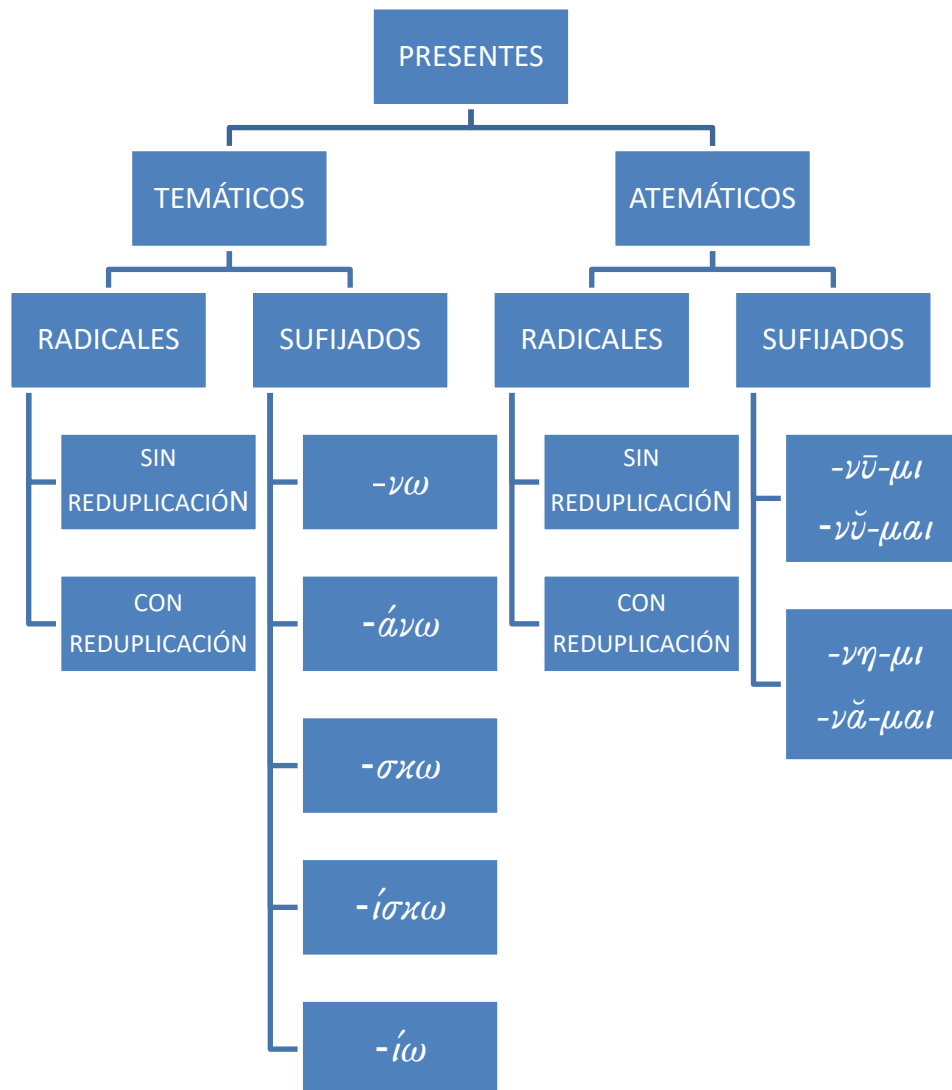 PRESENTES
TEMÁTICOS
ATEMÁTICOS
RADICALES
SUFIJADOS
RADICALES
SUFIJADOS
SIN
REDUPLICACIÓN
CON
REDUPLICACIÓN
-νω
-άνω
-σκω
-ίσκω
-ίω
SIN
REDUPLICACIÓN
CON
REDUPLICACIÓN
-νῡ-μι
-νῠ-μαι
-νη-μι
-νᾰ-μαι